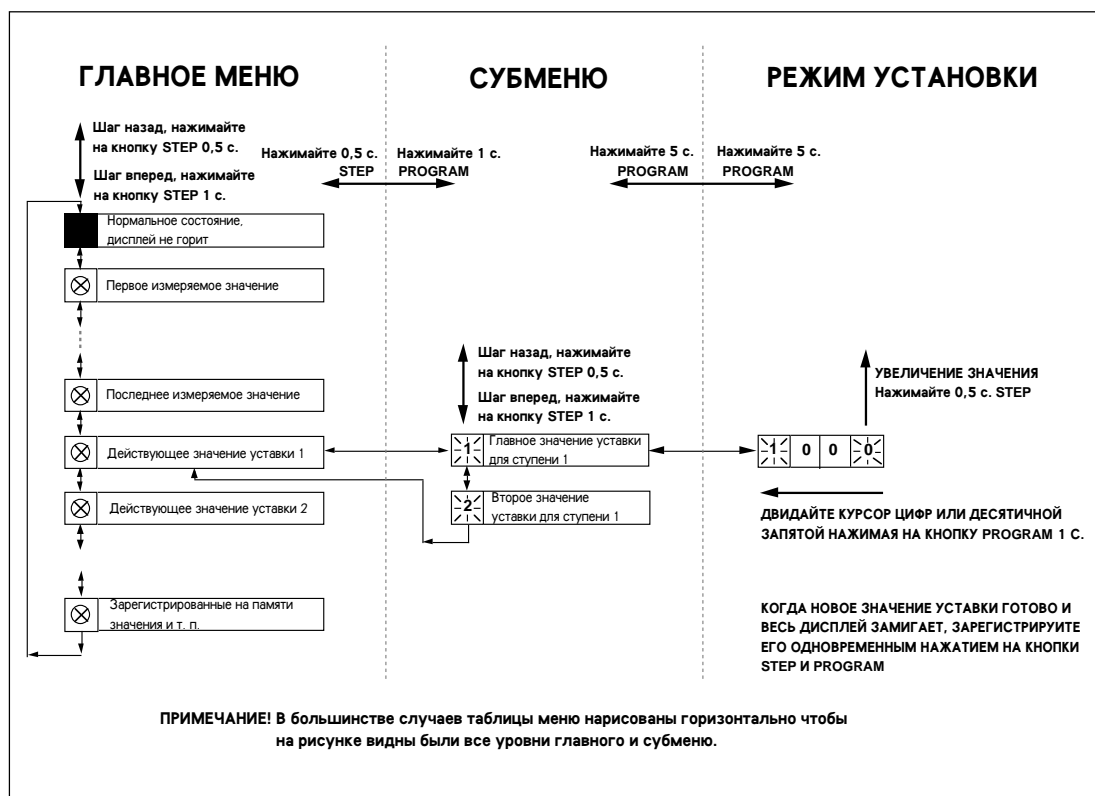 ГЛАВНОЕ МЕНЮ
СУБМЕНЮ
РЕЖИМ УСТАНОВКИ
Шаг назад, нажимайте
на кнопку STEP 0,5 с.
Шаг вперед, нажимайте
на кнопку STEP 1 с.
Нажимайте 0,5 с.
STEP
Нажимайте 1 с.
PROGRAM
Нажимайте 5 с.
PROGRAM
Нажимайте 5 с.
PROGRAM
Нормальное состояние,
дисплей не горит
Первое измеряемое значение
Последнее измеряемое значение
Действующее значение уставки 1
Действующее значение уставки 2
Зарегистрированные на памяти
значения и т. п.
Шаг назад, нажимайте
на кнопку STEP 0,5 с.
Шаг вперед, нажимайте
на кнопку STEP 1 с.
1 Главное значение уставки
для ступени 1
2 Второе значение
уставки для ступени 1
УВЕЛИЧЕНИЕ ЗНАЧЕНИЯ
Нажимайте 0,5 с. STEP
1 0 0 0
ДВИДАЙТЕ КУРСОР ЦИФР ИЛИ ДЕСЯТИЧНОЙ
ЗАПЯТОЙ НАЖИМАЯ НА КНОПКУ PROGRAM 1 С.
КОГДА НОВОЕ ЗНАЧЕНИЕ УСТАВКИ ГОТОВО И
ВЕСЬ ДИСПЛЕЙ ЗАМИГАЕТ, ЗАРЕГИСТРИРУИТЕ
ЕГО ОДНОВРЕМЕННЫМ НАЖАТИЕМ НА КНОПКИ
STEP И PROGRAM
ПРИМЕЧАНИЕ! В большинстве случаев таблицы меню нарисованы горизонтально чтобы
на рисунке видны были все уровни главного и субменю.